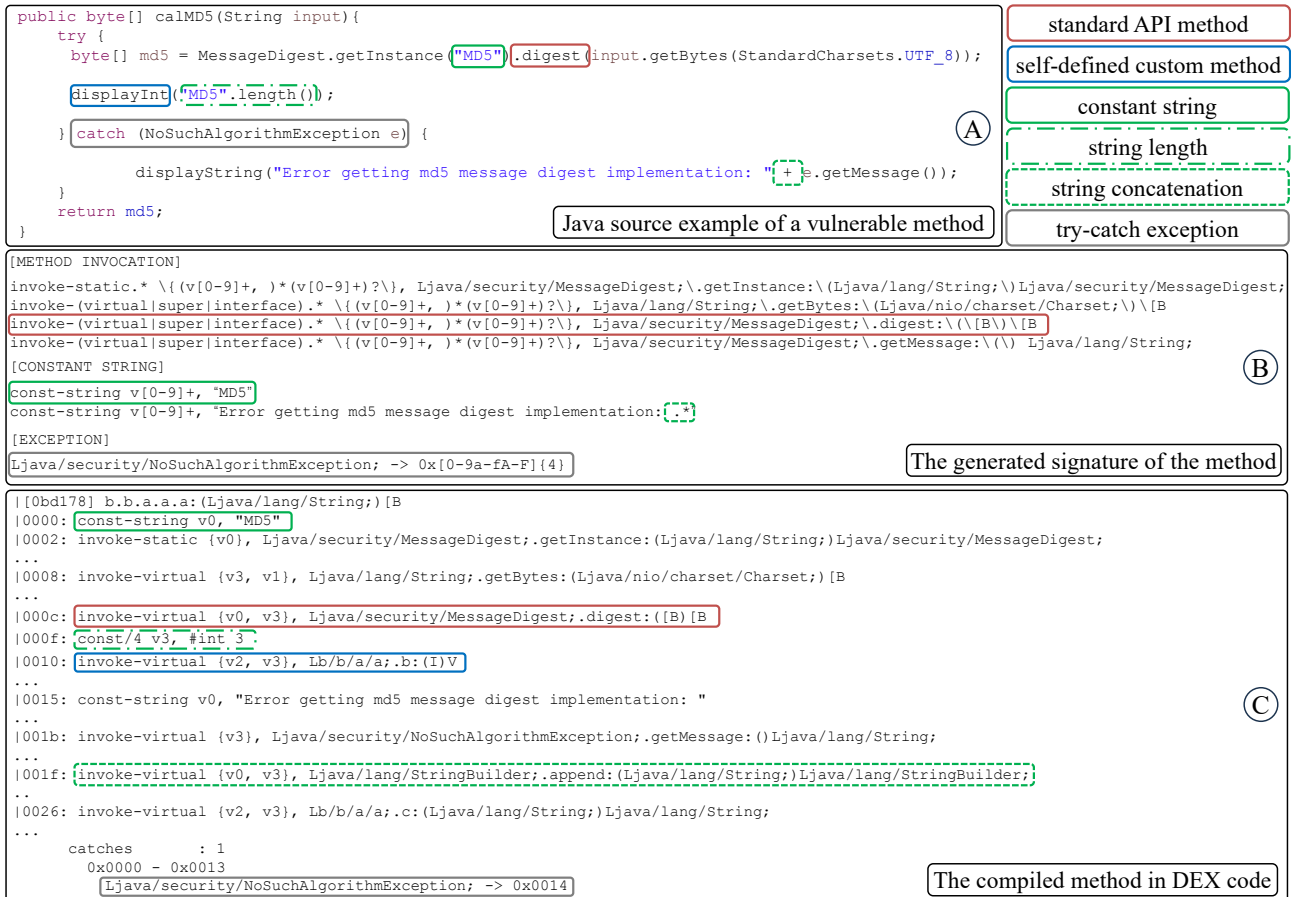 public byte[] calMD5(String input){
try {
byte[] md5 = MessageDigest.getInstance("MD5").digest(input.getBytes(StandardCharsets.UTF_8));
displayInt("MD5".length());
} catch (NoSuchAlgorithmException e) {
A
displayString("Error getting md5 message digest implementation: " + e.getMessage());
}
return md5;
}
Java source example of a vulnerable method
standard API method
self-defined custom method
constant string
string length
string concatenation
try-catch exception
[METHOD INVOCATION]
invoke-static.* \{(v[0-9]+, )*(v[0-9]+)?\}, Ljava/security/MessageDigest;\.getInstance:\(Ljava/lang/String;\)Ljava/security/MessageDigest;
invoke-(virtual|super|interface).* \{(v[0-9]+, )*(v[0-9]+)?\}, Ljava/lang/String;\.getBytes:\(Ljava/nio/charset/Charset;\)\[B
invoke-(virtual|super|interface).* \{(v[0-9]+, )*(v[0-9]+)?\}, Ljava/security/MessageDigest;\.digest:\(\[B\)\[B
invoke-(virtual|super|interface).* \{(v[0-9]+, )*(v[0-9]+)?\}, Ljava/security/MessageDigest;\.getMessage:\(\) Ljava/lang/String;
[CONSTANT STRING]
B
const-string v[0-9]+, “MD5”
const-string v[0-9]+, “Error getting md5 message digest implementation: .*”
[EXCEPTION]
Ljava/security/NoSuchAlgorithmException; -> 0x[0-9a-fA-F]{4}
The generated signature of the method
|[0bd178] b.b.a.a.a:(Ljava/lang/String;)[B
|0000: const-string v0, "MD5"
|0002: invoke-static {v0}, Ljava/security/MessageDigest;.getInstance:(Ljava/lang/String;)Ljava/security/MessageDigest;
...
|0008: invoke-virtual {v3, v1}, Ljava/lang/String;.getBytes:(Ljava/nio/charset/Charset;)[B
...
|000c: invoke-virtual {v0, v3}, Ljava/security/MessageDigest;.digest:([B)[B
|000f: const/4 v3, #int 3
|0010: invoke-virtual {v2, v3}, Lb/b/a/a;.b:(I)V
...
|0015: const-string v0, "Error getting md5 message digest implementation: "
C
...
|001b: invoke-virtual {v3}, Ljava/security/NoSuchAlgorithmException;.getMessage:()Ljava/lang/String;
...
|001f: invoke-virtual {v0, v3}, Ljava/lang/StringBuilder;.append:(Ljava/lang/String;)Ljava/lang/StringBuilder;
..
|0026: invoke-virtual {v2, v3}, Lb/b/a/a;.c:(Ljava/lang/String;)Ljava/lang/String;
...
catches : 1
0x0000 - 0x0013
Ljava/security/NoSuchAlgorithmException; -> 0x0014
The compiled method in DEX code